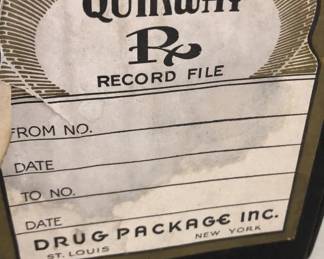 QUIKWAY
Rx
RECORD FILE
FROM NO.
DATE
TO NO.
DATE
DRUG PACKAGE INC.
ST. LOUIS NEW YORK